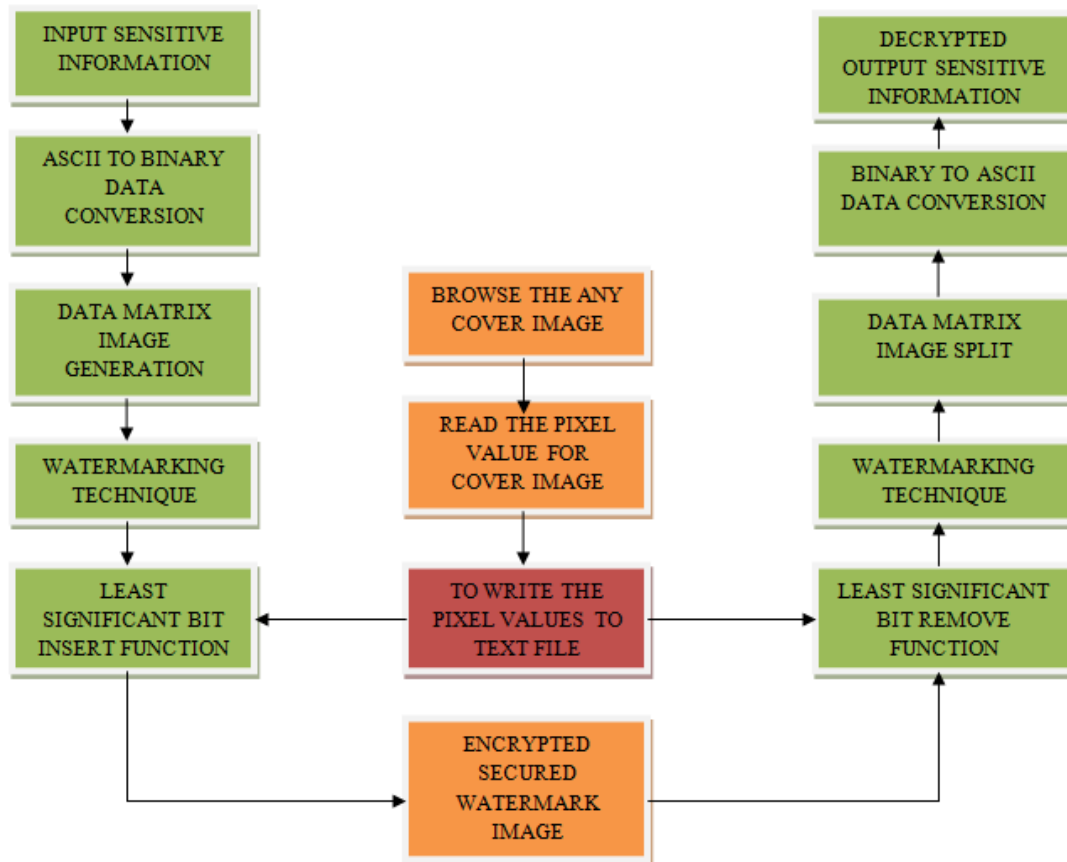 INPUT SENSITIVE
INFORMATION
ASCII TO BINARY
DATA
CONVERSION
DATA MATRIX
IMAGE
GENERATION
WATERMARKING
TECHNIQUE
LEAST
SIGNIFICANT BIT
INSERT FUNCTION
BROWSE THE ANY
COVER IMAGE
READ THE PIXEL
VALUE FOR
COVER IMAGE
TO WRITE THE
PIXEL VALUES TO
TEXT FILE
ENCRYPTED
SECURED
WATERMARK
IMAGE
DECRYPTED
OUTPUT SENSITIVE
INFORMATION
BINARY TO ASCII
DATA CONVERSION
DATA MATRIX
IMAGE SPLIT
WATERMARKING
TECHNIQUE
LEAST SIGNIFICANT
BIT REMOVE
FUNCTION